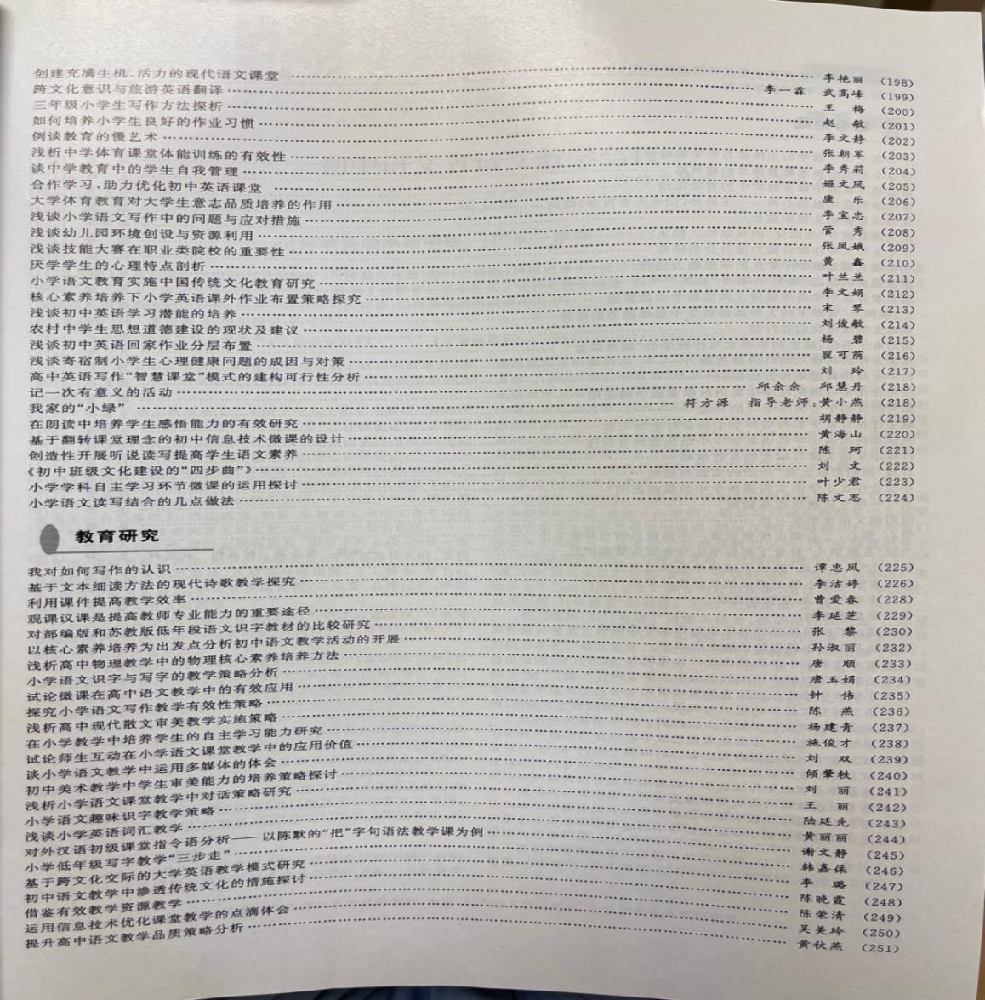 创建充满生机、活力的现代语文课堂 …… 李艳丽 (198)
跨文化意识与旅游英语翻译 …… 李一霖 武高峰 (199)
三年级小学生写作方法探析 …… 王 梅 (200)
如何培养小学生良好的作业习惯 …… 赵 敏 (201)
例谈教育的慢艺术 …… 李文静 (202)
浅析中学体育课堂体能训练的有效性 …… 张朝军 (203)
谈中学教育中的学生自我管理 …… 李秀莉 (204)
合作学习,助力优化初中英语课堂 …… 姬文凤 (205)
大学体育教育对大学生意志品质培养的作用 …… 康 乐 (206)
浅谈小学语文写作中的问题与应对措施 …… 李宝忠 (207)
浅谈幼儿园环境创设与资源利用 …… 管 秀 (208)
浅谈技能大赛在职业类院校的重要性 …… 张凤娥 (209)
厌学学生的心理特点剖析 …… 黄 鑫 (210)
小学语文教育实施中国传统文化教育研究 …… 叶兰兰 (211)
核心素养培养下小学英语课外作业布置策略探究 …… 李文娟 (212)
浅谈初中英语学习潜能的培养 …… 宋 琴 (213)
农村中学生思想道德建设的现状及建议 …… 刘俊敏 (214)
浅谈初中英语回家作业分层布置 …… 杨 碧 (215)
浅谈寄宿制小学生心理健康问题的成因与对策 …… 翟可荫 (216)
高中英语写作“智慧课堂”模式的建构可行性分析 …… 刘 玲 (217)
记一次有意义的活动 …… 邱余余 邱慧丹 (218)
我家的“小绿” …… 符方源 指导老师:黄小燕 (218)
在朗读中培养学生感悟能力的有效研究 …… 胡静静 (219)
基于翻转课堂理念的初中信息技术微课的设计 …… 黄海山 (220)
创造性开展听说读写提高学生语文素养 …… 陈 珂 (221)
《初中班级文化建设的“四步曲”》 …… 刘 文 (222)
小学学科自主学习环节微课的运用探讨 …… 叶少君 (223)
小学语文读写结合的几点做法 …… 陈文思 (224)
教育研究
我对如何写作的认识 …… 谭忠凤 (225)
基于文本细读方法的现代诗歌教学探究 …… 李洁婷 (226)
利用课件提高教学效率 …… 曹爱春 (228)
观课议课是提高教师专业能力的重要途径 …… 李延芝 (229)
对部编版和苏教版低年段语文识字教材的比较研究 …… 张 黎 (230)
以核心素养培养为出发点分析初中语文教学活动的开展 …… 孙淑丽 (232)
浅析高中物理教学中的物理核心素养培养方法 …… 唐 顺 (233)
小学语文识字与写字的教学策略分析 …… 唐玉娟 (234)
试论微课在高中语文教学中的有效应用 …… 钟 伟 (235)
探究小学语文写作教学有效性策略 …… 陈 燕 (236)
浅析高中现代散文审美教学实施策略 …… 杨建青 (237)
在小学教学中培养学生的自主学习能力研究 …… 施俊才 (238)
试论师生互动在小学语文课堂教学中的应用价值 …… 刘 双 (239)
谈小学语文教学中运用多媒体的体会 …… 倾肇轶 (240)
初中美术教学中学生审美能力的培养策略探讨 …… 刘 丽 (241)
浅析小学语文课堂教学中对话策略研究 …… 王 丽 (242)
小学语文趣味识字教学策略 …… 陆廷先 (243)
浅谈小学英语词汇教学 …… 黄丽丽 (244)
对外汉语初级课堂指令语分析——以陈默的“把”字句语法教学课为例 …… 谢文静 (245)
小学低年级写字教学“三步走” …… 韩嘉葆 (246)
基于跨文化交际的大学英语教学模式研究 …… 李 璐 (247)
初中语文教学中渗透传统文化的措施探讨 …… 陈晓霞 (248)
借鉴有效教学资源教学 …… 陈荣清 (249)
运用信息技术优化课堂教学的点滴体会 …… 吴美玲 (250)
提升高中语文教学品质策略分析 …… 黄秋燕 (251)